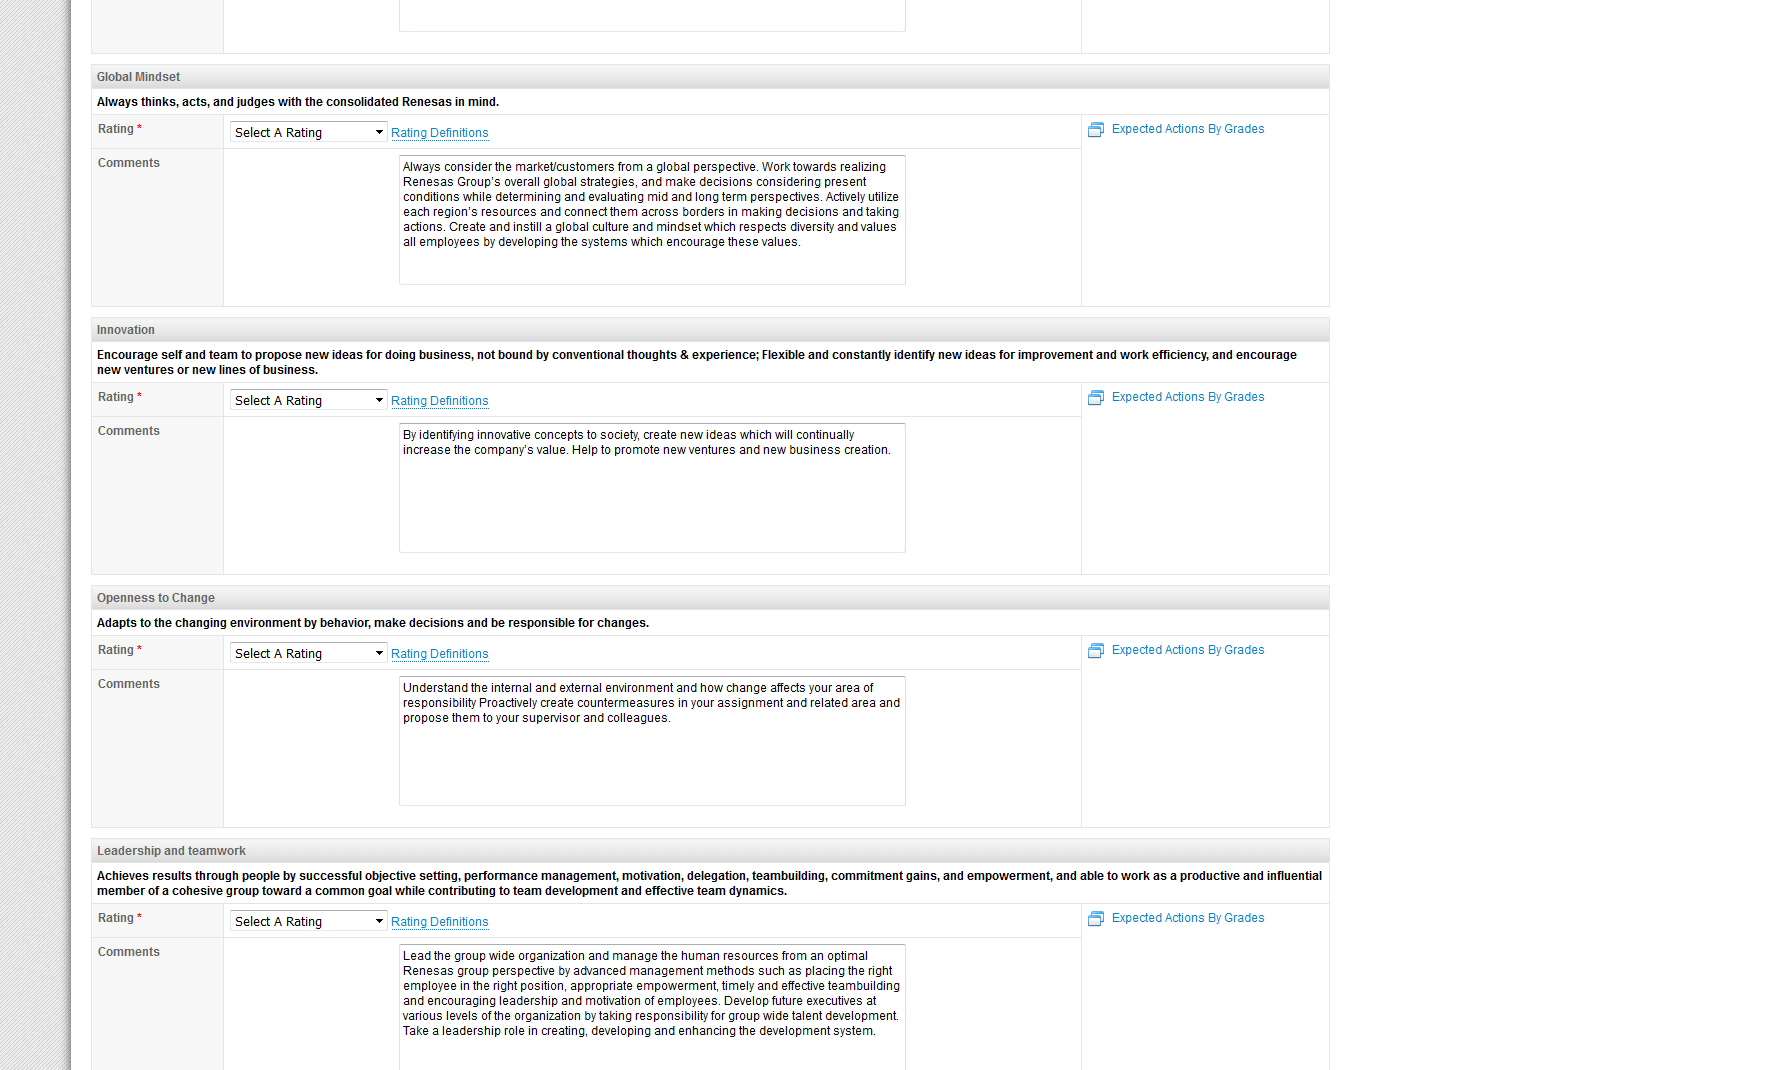 Global Mindset
Always thinks, acts, and judges with the consolidated Renesas in mind.
Rating *
Select A Rating
Rating Definitions
Expected Actions By Grades
Comments
Always consider the market/customers from a global perspective. Work towards realizing
Renesas Group's overall global strategies, and make decisions considering present
conditions while determining and evaluating mid and long term perspectives. Actively utilize
each region's resources and connect them across borders in making decisions and taking
actions. Create and instill a global culture and mindset which respects diversity and values
all employees by developing the systems which encourage these values.
Innovation
Encourage self and team to propose new ideas for doing business, not bound by conventional thoughts & experience; Flexible and constantly identify new ideas for improvement and work efficiency, and encourage
new ventures or new lines of business.
Rating *
Select A Rating
Rating Definitions
Expected Actions By Grades
Comments
By identifying innovative concepts to society, create new ideas which will continually
increase the company's value. Help to promote new ventures and new business creation.
Openness to Change
Adapts to the changing environment by behavior, make decisions and be responsible for changes.
Rating *
Select A Rating
Rating Definitions
Expected Actions By Grades
Comments
Understand the internal and external environment and how change affects your area of
responsibility Proactively create countermeasures in your assignment and related area and
propose them to your supervisor and colleagues.
Leadership and teamwork
Achieves results through people by successful objective setting, performance management, motivation, delegation, teambuilding, commitment gains, and empowerment, and able to work as a productive and influential
member of a cohesive group toward a common goal while contributing to team development and effective team dynamics.
Rating *
Select A Rating
Rating Definitions
Expected Actions By Grades
Comments
Lead the group wide organization and manage the human resources from an optimal
Renesas group perspective by advanced management methods such as placing the right
employee in the right position, appropriate empowerment, timely and effective teambuilding
and encouraging leadership and motivation of employees. Develop future executives at
various levels of the organization by taking responsibility for group wide talent development.
Take a leadership role in creating, developing and enhancing the development system.